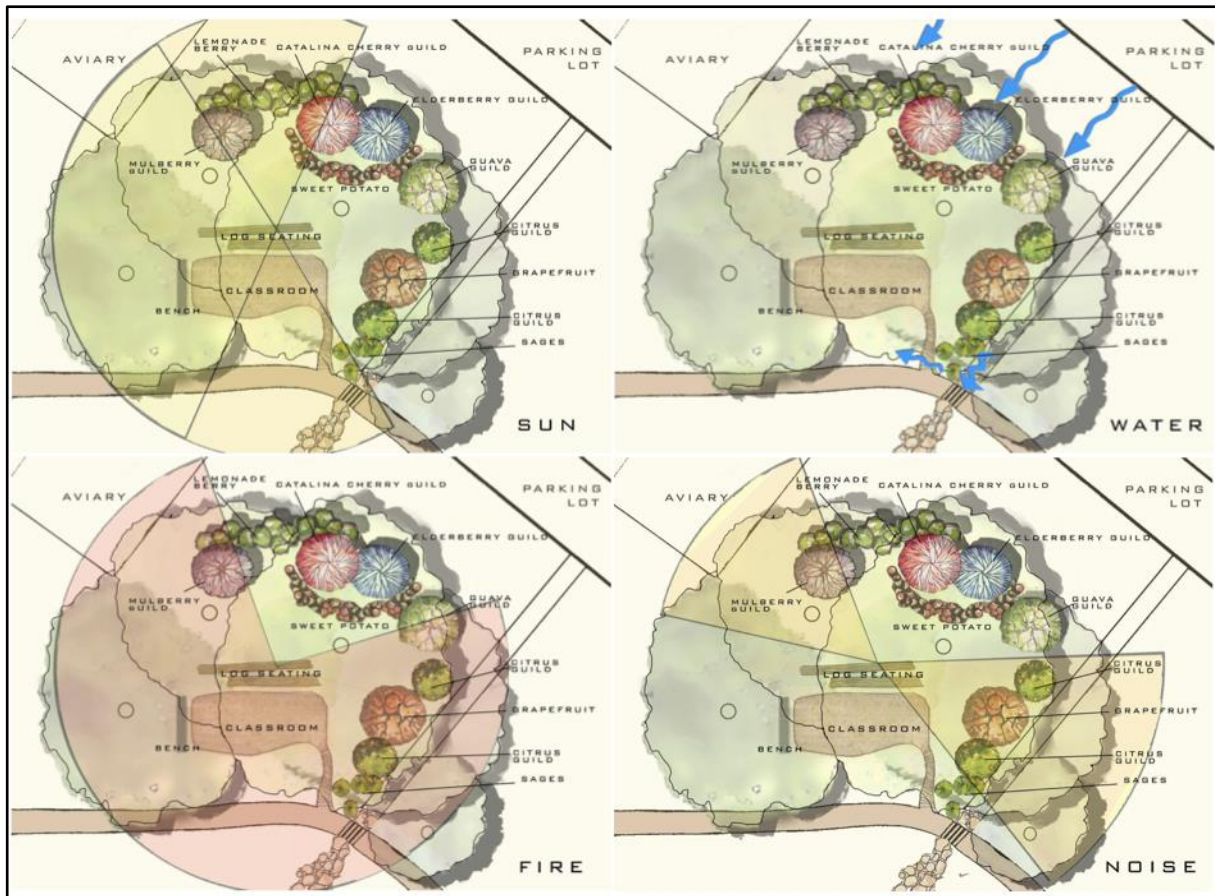 LEMONADE
BERRY
CATALINA CHERRY GUILD
PARKING
LOT
AVIARY
ELDERBERRY GUILD
MULBERRY
GUILD
GUAVA
GUILD
SWEET POTATO
CITRUS
GUILD
LOG SEATING
GRAPEFRUIT
CLASSROOM
BENCH
CITRUS
GUILD
SAGES
SUN
LEMONADE
BERRY
CATALINA CHERRY GUILD
PARKING
LOT
AVIARY
ELDERBERRY GUILD
MULBERRY
GUILD
GUAVA
GUILD
SWEET POTATO
CITRUS
GUILD
LOG SEATING
GRAPEFRUIT
CLASSROOM
BENCH
CITRUS
GUILD
SAGES
WATER
LEMONADE
BERRY
CATALINA CHERRY GUILD
PARKING
LOT
AVIARY
ELDERBERRY GUILD
MULBERRY
GUILD
GUAVA
GUILD
SWEET POTATO
CITRUS
GUILD
LOG SEATING
GRAPEFRUIT
CLASSROOM
BENCH
CITRUS
GUILD
SAGES
FIRE
LEMONADE
BERRY
CATALINA CHERRY GUILD
PARKING
LOT
AVIARY
ELDERBERRY GUILD
MULBERRY
GUILD
GUAVA
GUILD
SWEET POTATO
CITRUS
GUILD
LOG SEATING
GRAPEFRUIT
CLASSROOM
BENCH
CITRUS
GUILD
SAGES
NOISE